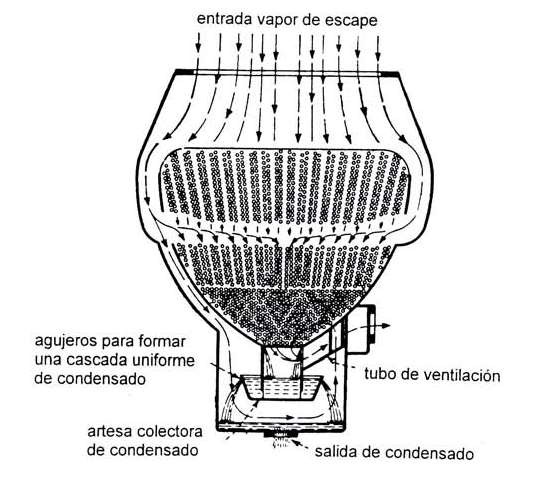 entrada vapor de escape
agujeros para formar
una cascada uniforme
de condensado
tubo de ventilación
artesa colectora
de condensado
salida de condensado